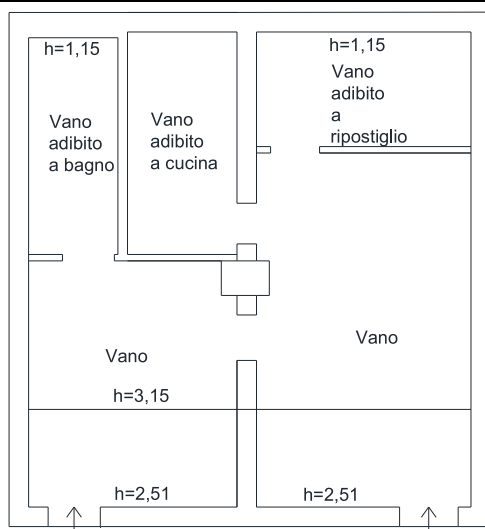 h=1,15
Vano
adibito
a bagno
Vano
adibito
a cucina
h=1,15
Vano
adibito
a
ripostiglio
Vano
h=3,15
Vano
h=2,51
h=2,51